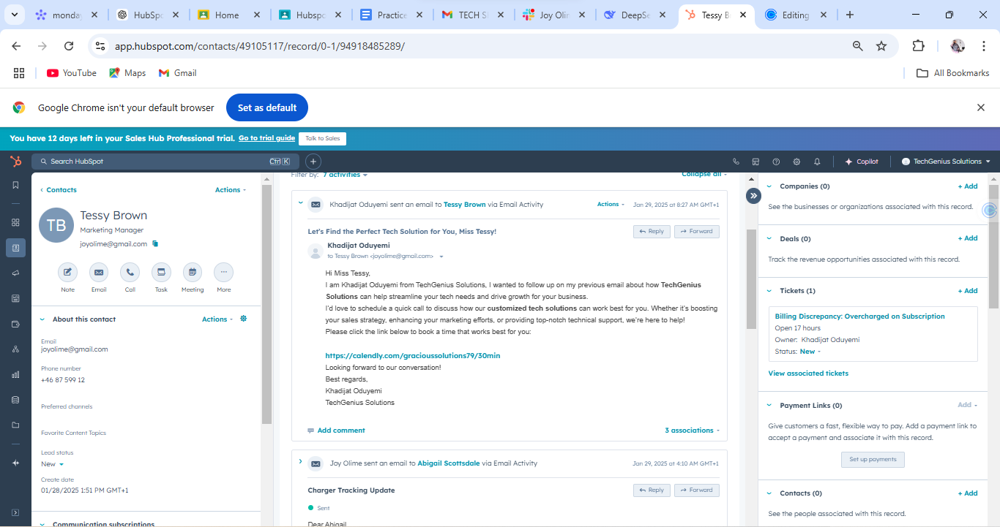 monday
HubSpo
Home
Hubspo
Practice
TECH S
Joy Olim
DeepSe
Tessy B
Editing
app.hubspot.com/contacts/49105117/record/0-1/94918485289/
YouTube
Maps
Gmail
All Bookmarks
Google Chrome isn't your default browser
Set as default
You have 12 days left in your Sales Hub Professional trial. Go to trial guide
Talk to Sales
Search HubSpot
Ctrl K
Copilot
TechGenius Solutions
Contacts
Actions
TB
Tessy Brown
Marketing Manager
joyolime@gmail.com
Note
Email
Call
Task
Meeting
More
About this contact
Actions
Email
joyolime@gmail.com
Phone number
+46 87 599 12
Preferred channels
Favorite Content Topics
Lead status
New
Create date
01/28/2025 1:51 PM GMT+1
Communication subscriptions
Filter by: 7 activities
Collapse all
Khadijat Oduyemi sent an email to Tessy Brown via Email Activity
Actions
Jan 29, 2025 at 8:27 AM GMT+1
Let's Find the Perfect Tech Solution for You, Miss Tessy!
Reply
Forward
Khadijat Oduyemi
to Tessy Brown <joyolime@gmail.com>
Hi Miss Tessy,
I am Khadijat Oduyemi from TechGenius Solutions, I wanted to follow up on my previous email about how TechGenius
Solutions can help streamline your tech needs and drive growth for your business.
I'd love to schedule a quick call to discuss how our customized tech solutions can work best for you. Whether it's boosting
your sales strategy, enhancing your marketing efforts, or providing top-notch technical support, we're here to help!
Please click the link below to book a time that works best for you:
https://calendly.com/gracioussolutions79/30min
Looking forward to our conversation!
Best regards,
Khadijat Oduyemi
TechGenius Solutions
Add comment
3 associations
Joy Olime sent an email to Abigail Scottsdale via Email Activity
Jan 29, 2025 at 4:10 AM GMT+1
Charger Tracking Update
Reply
Forward
Sent
Dear Abigail
Companies (0)
+ Add
See the businesses or organizations associated with this record.
Deals (0)
+ Add
Track the revenue opportunities associated with this record.
Tickets (1)
+ Add
Billing Discrepancy: Overcharged on Subscription
Open 17 hours
Owner: Khadijat Oduyemi
Status: New
View associated tickets
Payment Links (0)
Add
Give customers a fast, flexible way to pay. Add a payment link to
accept a payment and associate it with this record.
Set up payments
Contacts (0)
+ Add
See the people associated with this record.